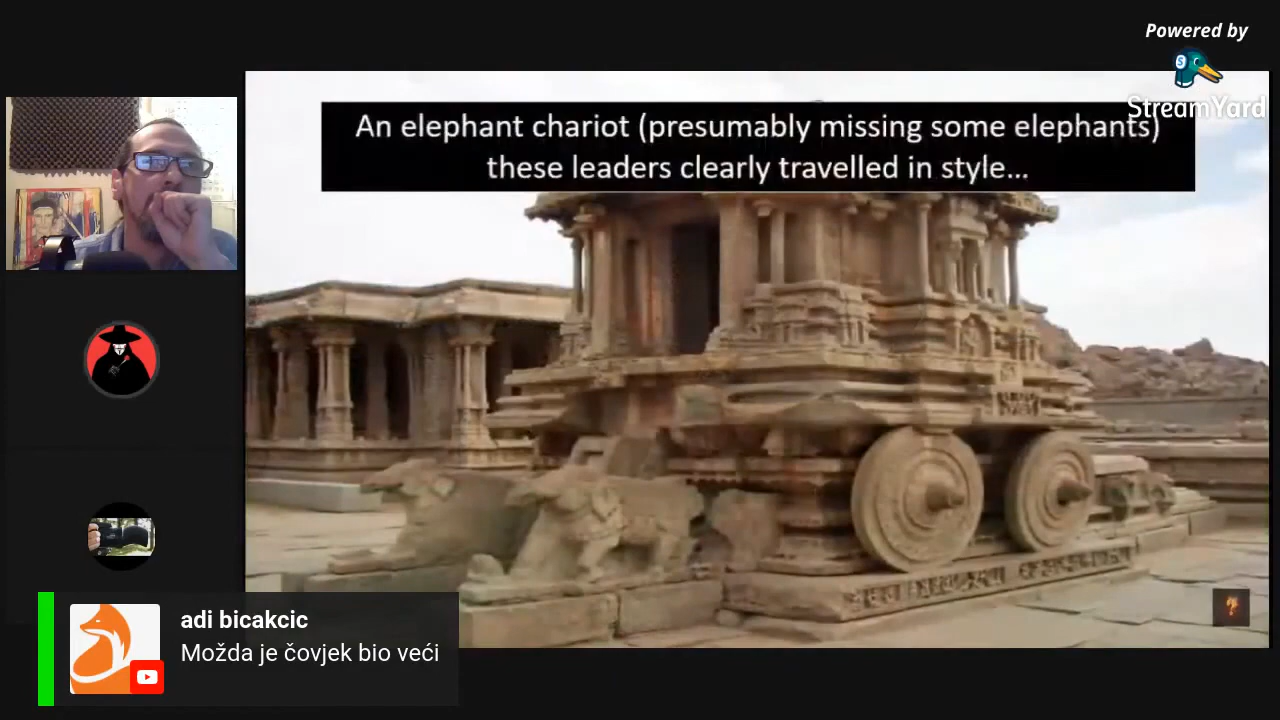 Powered by
StreamYard
An elephant chariot (presumably missing some elephants)
these leaders clearly travelled in style...
adi bicakcic
Možda je čovjek bio veći